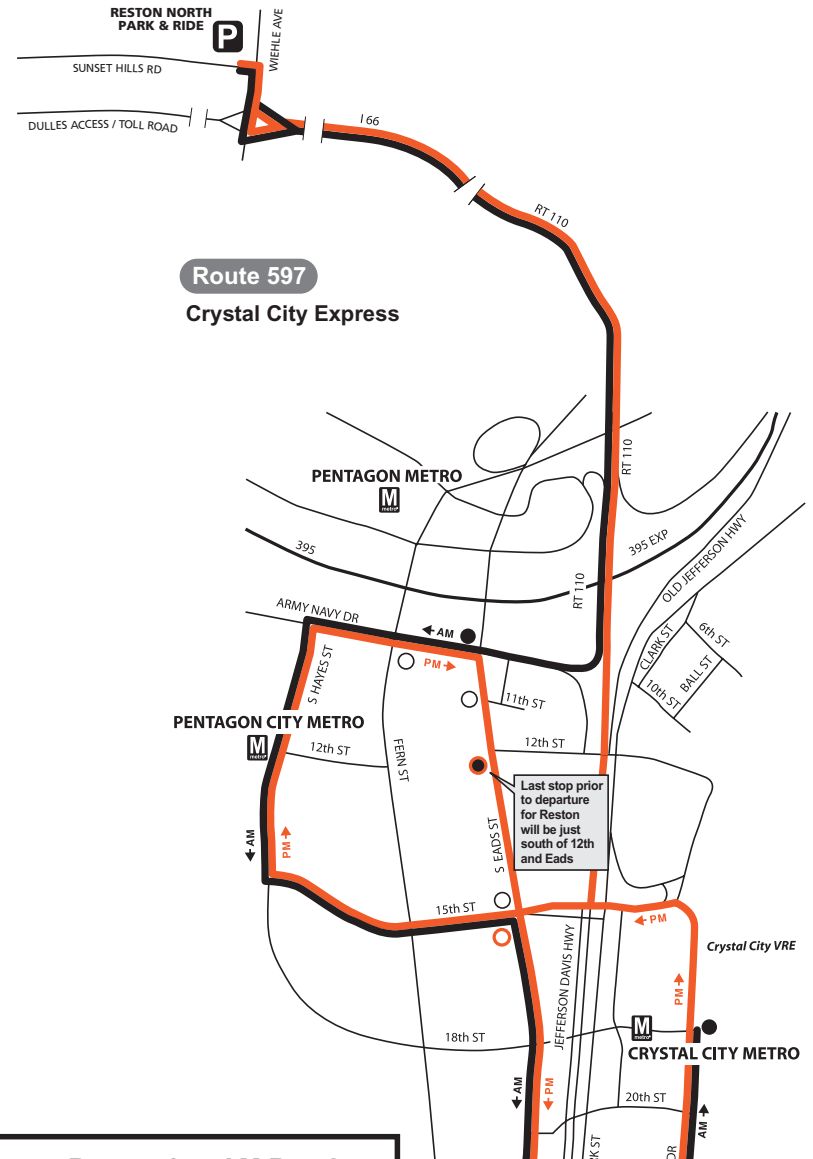 RESTON NORTH
PARK & RIDE
P
WIEHLE AVE
SUNSET HILLS RD
DULLES ACCESS / TOLL ROAD
I 66
RT 110
Route 597
Crystal City Express
RT 110
PENTAGON METRO
M
metro
395
395 EXP
OLD JEFFERSON HWY
RT 110
ARMY NAVY DR
AM
PM
CLARK ST
6th ST
BALL ST
10th ST
S HAYES ST
11th ST
PENTAGON CITY METRO
M
metro
12th ST
FERN ST
12th ST
Last stop prior
to departure
for Reston
will be just
south of 12th
and Eads
S EADS ST
AM
PM
15th ST
PM
JEFFERSON DAVIS HWY
Crystal City VRE
PM
18th ST
M
metro
CRYSTAL CITY METRO
AM
PM
20th ST
AM
K ST
DR